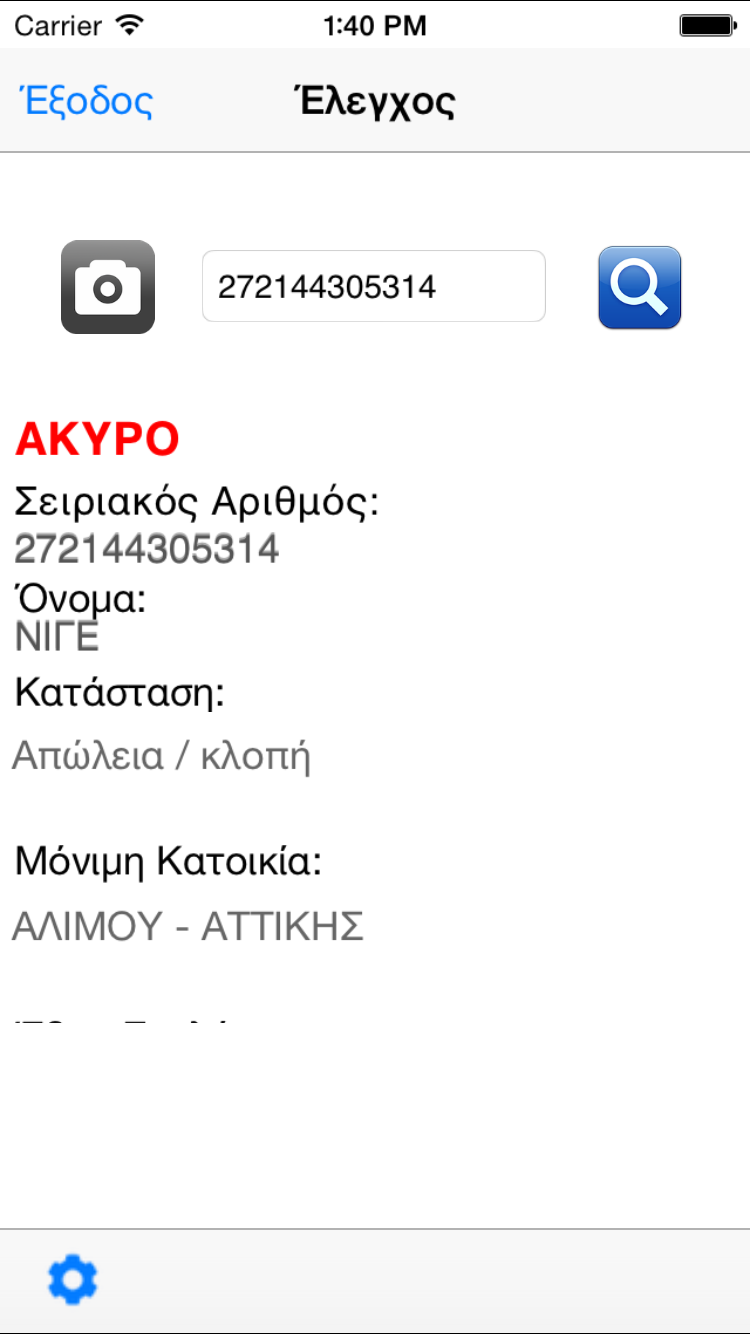 Carrier 1:40 PM
Έξοδος Έλεγχος
272144305314
ΑΚΥΡΟ
Σειριακός Αριθμός:
272144305314
Όνομα:
ΝΙΓΕ
Κατάσταση:
Απώλεια / κλοπή
Μόνιμη Κατοικία:
ΑΛΙΜΟΥ - ΑΤΤΙΚΗΣ